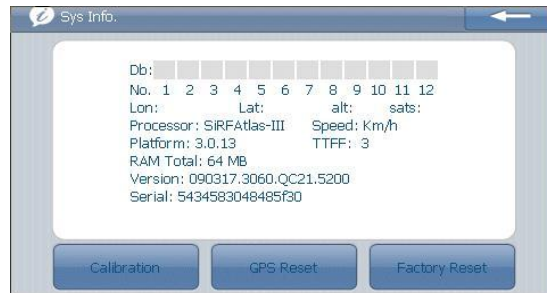 Sys Info.
Db:
No. 1 2 3 4 5 6 7 8 9 10 11 12
Lon: Lat: alt: sats:
Processor: SiRFAtlas-III Speed: Km/h
Platform: 3.0.13 TTFF: 3
RAM Total: 64 MB
Version: 090317.3060.QC21.5200
Serial: 5434583048485f30
Calibration GPS Reset Factory Reset